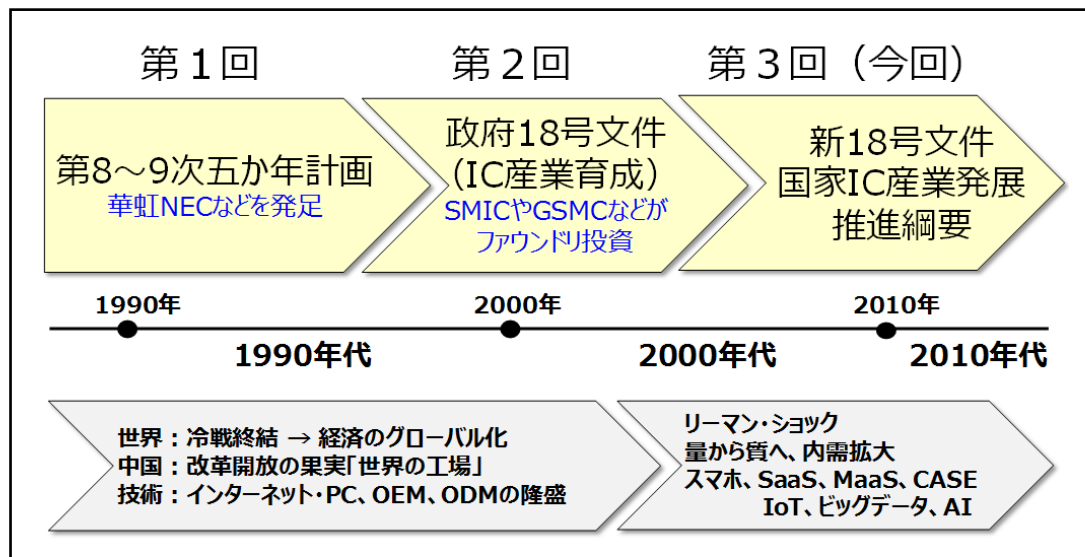 第１回
第２回
第３回（今回）
第8～9次五か年計画
華虹NECなどを発足
政府18号文件
（IC産業育成）
SMICやGSMCなどが
ファウンドリ投資
新18号文件
国家IC産業発展
推進綱要
1990年
2000年
2010年
1990年代
2000年代
2010年代
世界：冷戦終結 → 経済のグローバル化
中国：改革開放の果実「世界の工場」
技術：インターネット・PC、OEM、ODMの隆盛
リーマン・ショック
量から質へ、内需拡大
スマホ、SaaS、MaaS、CASE
IoT、ビッグデータ、AI